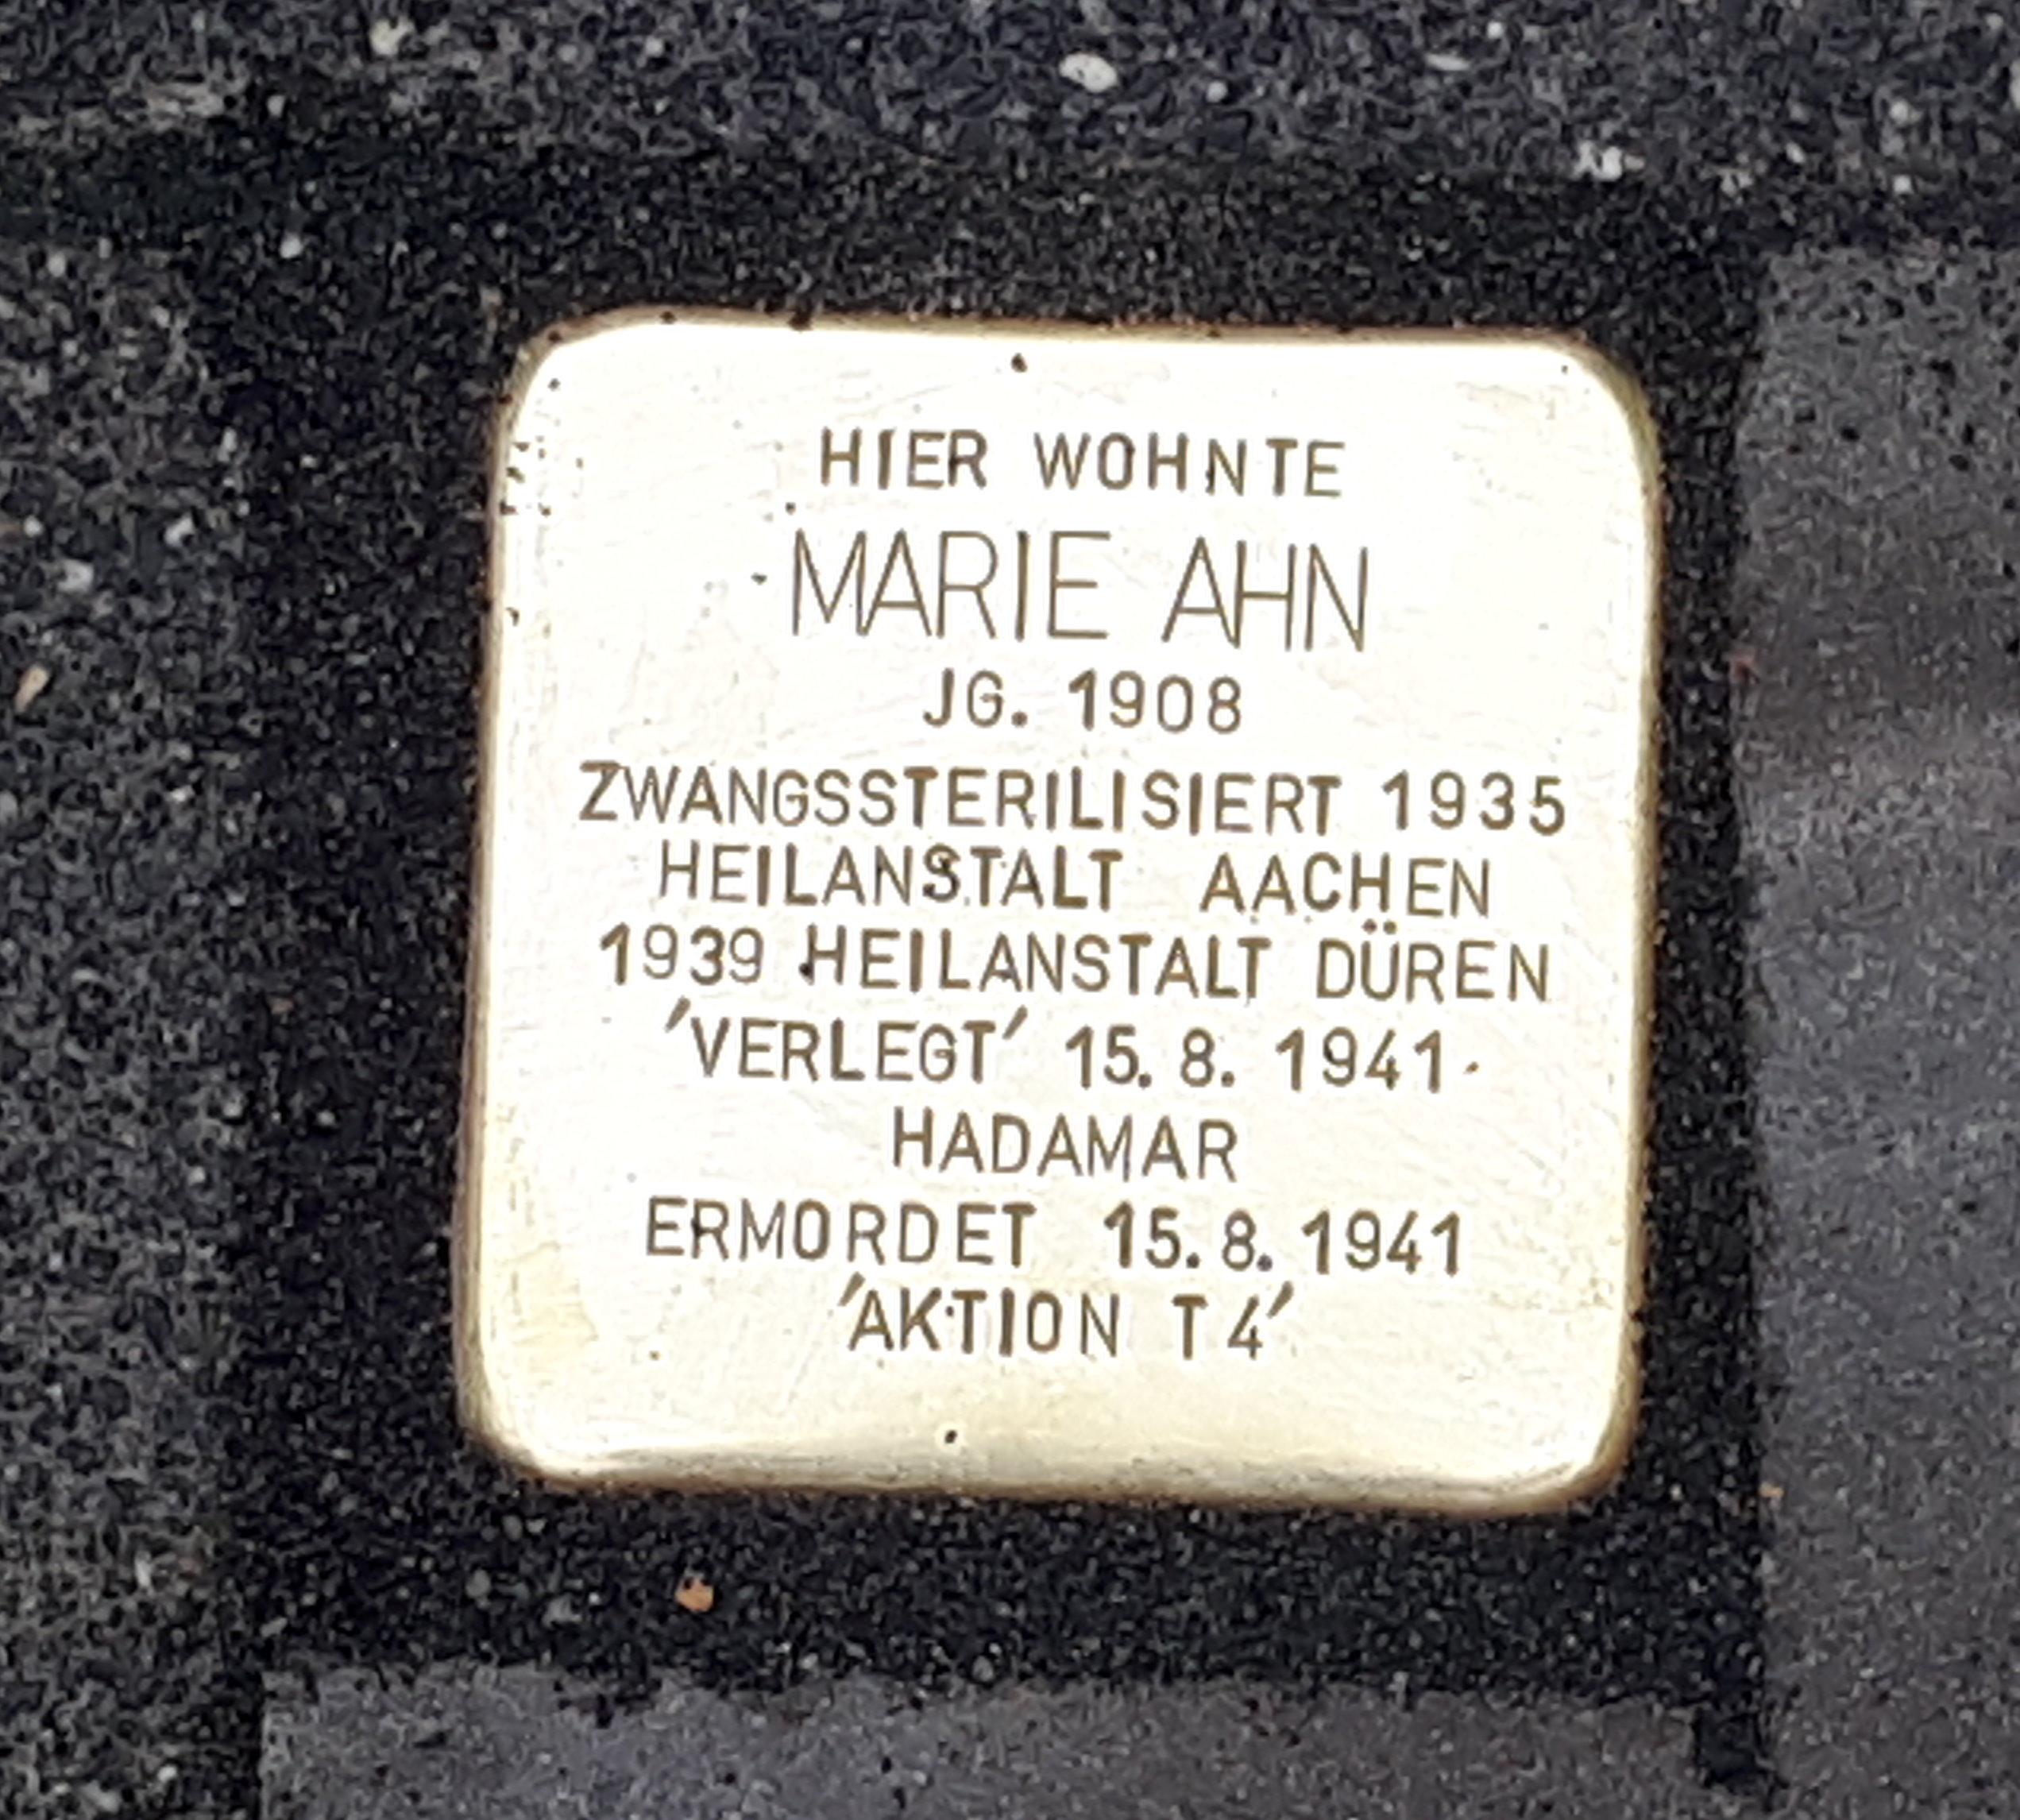 HIER WOHNTE
MARIE AHN
JG. 1908
ZWANGSSTERILISIERT 1935
HEILANSTALT AACHEN
1939 HEILANSTALT DÜREN
'VERLEGT' 15.8.1941
HADAMAR
ERMORDET 15.8.1941
'AKTION T4'